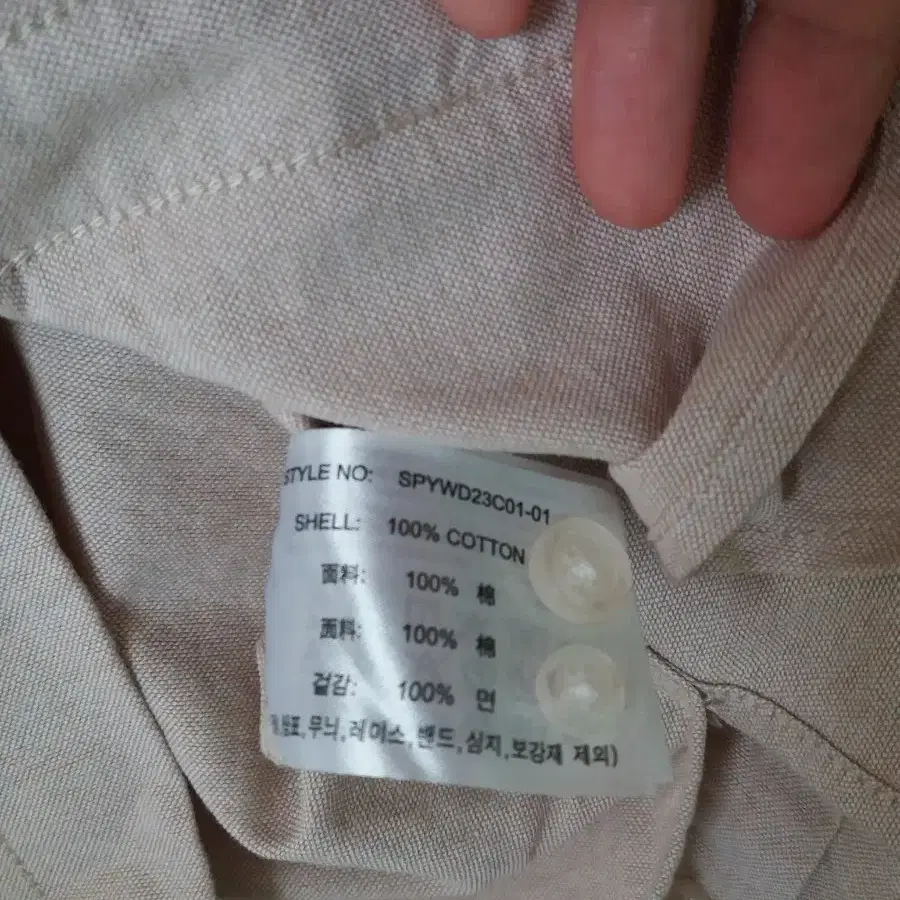 STYLE NO: SPYWD23C01-01
SHELL: 100% COTTON
面料: 100% 棉
面料: 100% 棉
겉감: 100% 면
무늬,레이스,밴드,심지,보강재 제외)